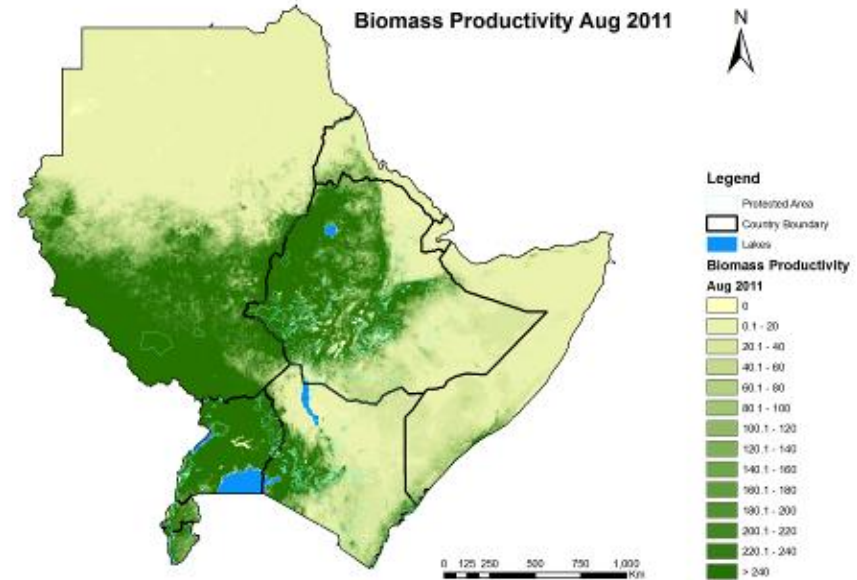 Biomass Productivity Aug 2011
N
Legend
Protected Area
Country Boundary
Lakes
Biomass Productivity
Aug 2011
0
0.1 - 20
20.1 - 40
40.1 - 60
60.1 - 80
80.1 - 100
100.1 - 120
120.1 - 140
140.1 - 160
160.1 - 180
180.1 - 200
200.1 - 220
220.1 - 240
> 240
0 125 250 500 750 1,000
Km